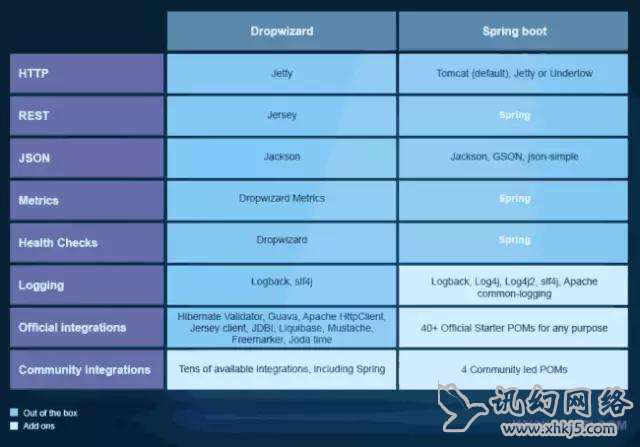 Dropwizard
Spring boot
HTTP
Jetty
Tomcat (default), Jetty or Undertow
REST
Jersey
Spring
JSON
Jackson
Jackson, GSON, json-simple
Metrics
Dropwizard Metrics
Spring
Health Checks
Dropwizard
Spring
Logging
Logback, slf4j
Logback, Log4j, Log4j2, slf4j, Apache
common-logging
Official Integrations
Hibernate Validator, Guava, Apache HttpClient,
Jersey client, JDBI, Liquibase, Mustache,
Freemarker, Joda time
40+ Official Starter POMs for any purpose
Community Integrations
Tens of available integrations, including Spring
4 Community led POMs
Out of the box
Add ons
讯幻网络
www.xhkj5.com